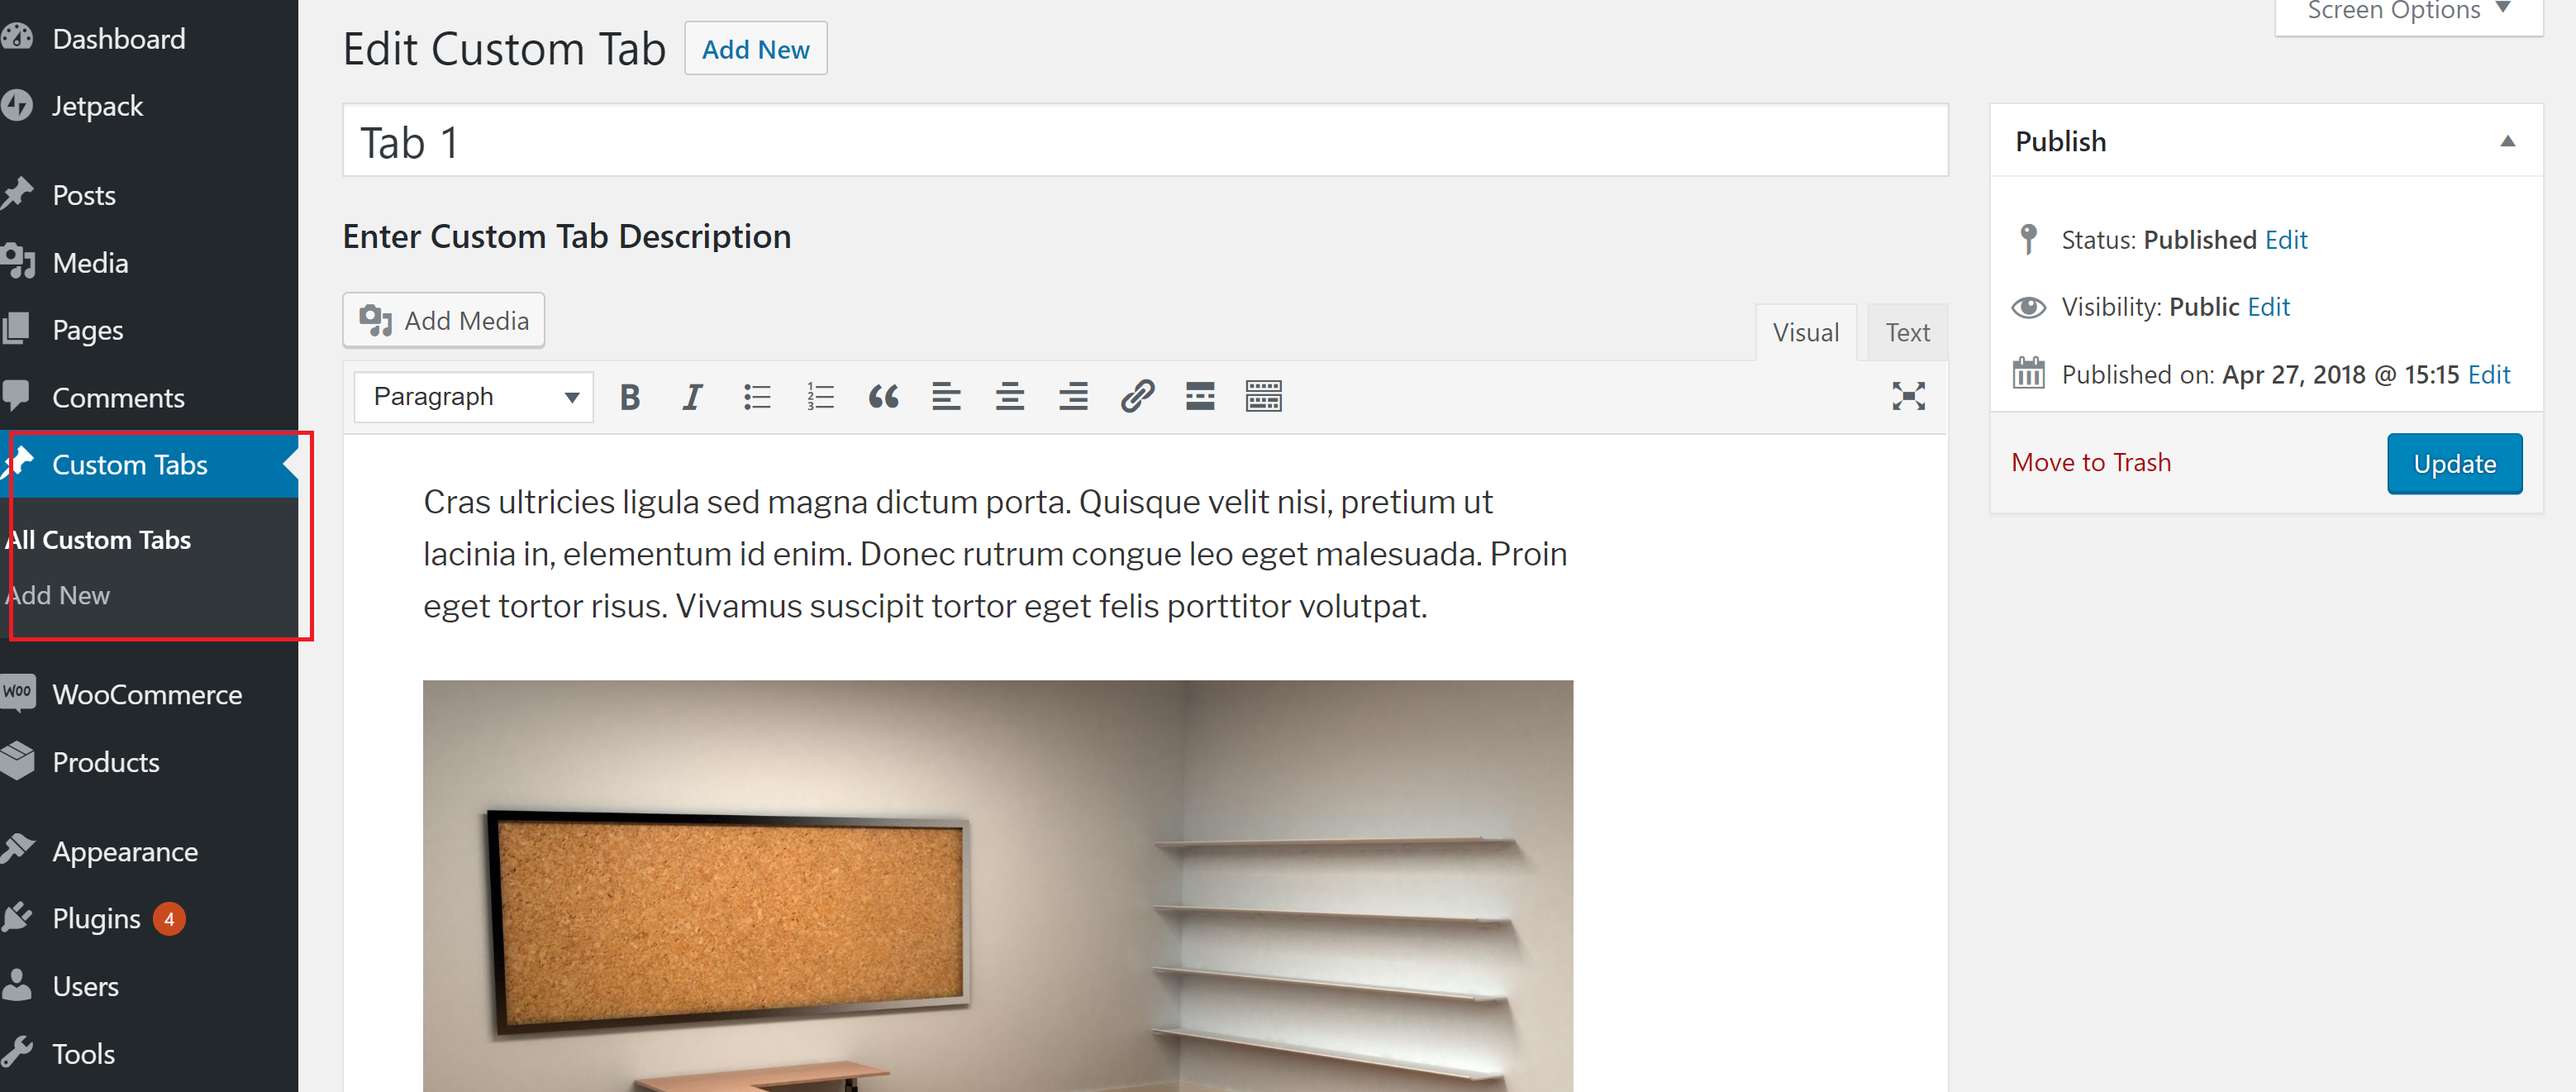 Dashboard
Jetpack
Posts
Media
Pages
Comments
Custom Tabs
All Custom Tabs
Add New
WOO WooCommerce
Products
Appearance
Plugins 4
Users
Tools
Edit Custom Tab Add New
Screen Options
Tab 1
Enter Custom Tab Description
Add Media
Visual Text
Paragraph B I
Cras ultricies ligula sed magna dictum porta. Quisque velit nisi, pretium ut
lacinia in, elementum id enim. Donec rutrum congue leo eget malesuada. Proin
eget tortor risus. Vivamus suscipit tortor eget felis porttitor volutpat.
Publish
Status: Published Edit
Visibility: Public Edit
Published on: Apr 27, 2018 @ 15:15 Edit
Move to Trash Update